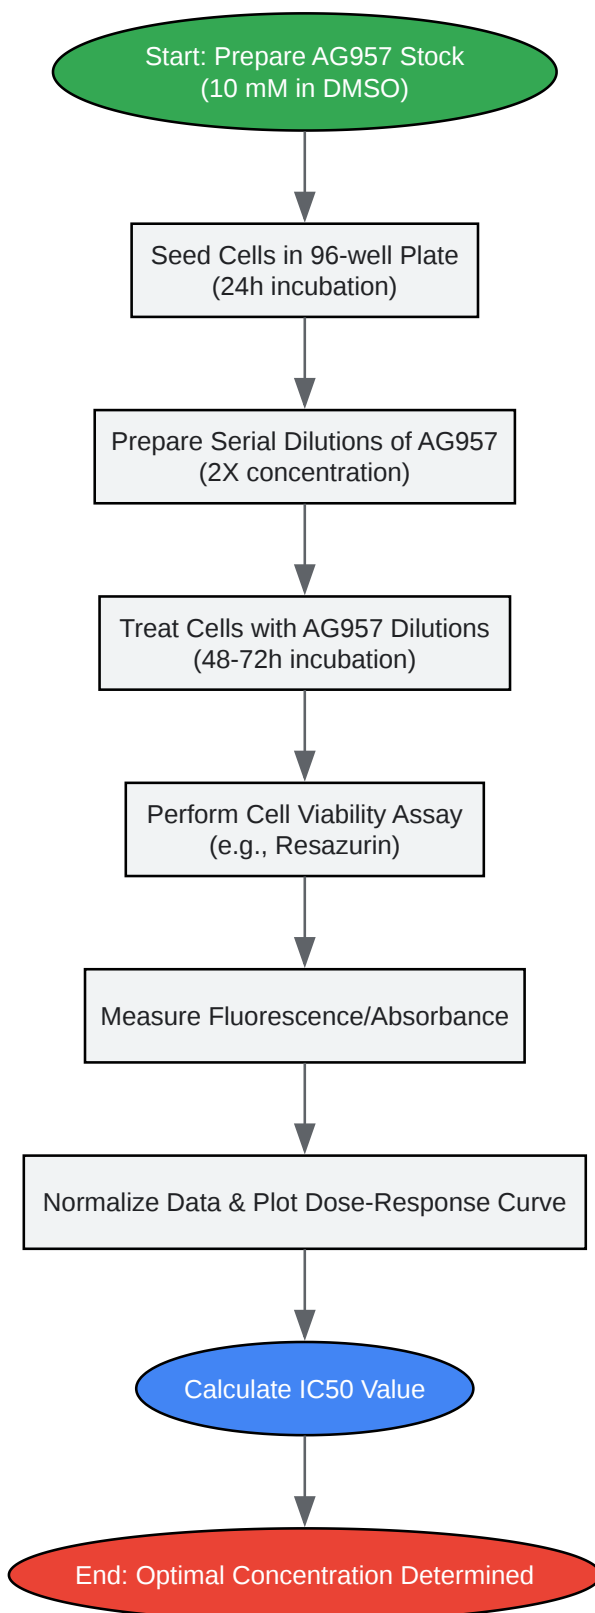 Start: Prepare AG957 Stock
(10 mM in DMSO)
Seed Cells in 96-well Plate
(24h incubation)
Prepare Serial Dilutions of AG957
(2X concentration)
Treat Cells with AG957 Dilutions
(48-72h incubation)
Perform Cell Viability Assay
(e.g., Resazurin)
Measure Fluorescence/Absorbance
Normalize Data & Plot Dose-Response Curve
Calculate IC50 Value
End: Optimal Concentration Determined